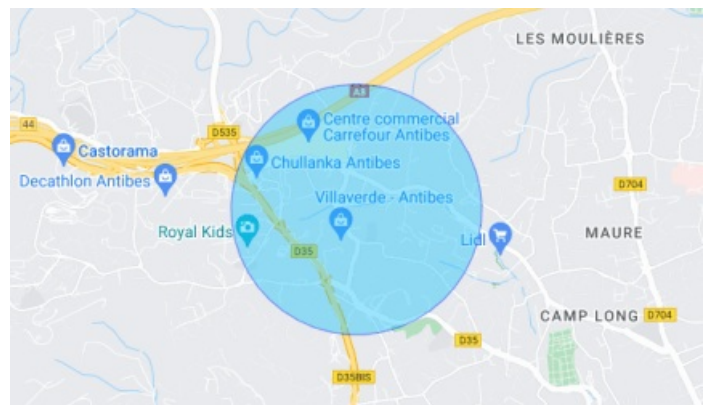 LES MOULIÈRES
A8
Centre commercial
Carrefour Antibes
44
D535
Castorama
Chullanka Antibes
Decathlon Antibes
D704
Villaverde - Antibes
Royal Kids
Lidl
MAURE
D35
CAMP LONG
D704
D35
D35BIS